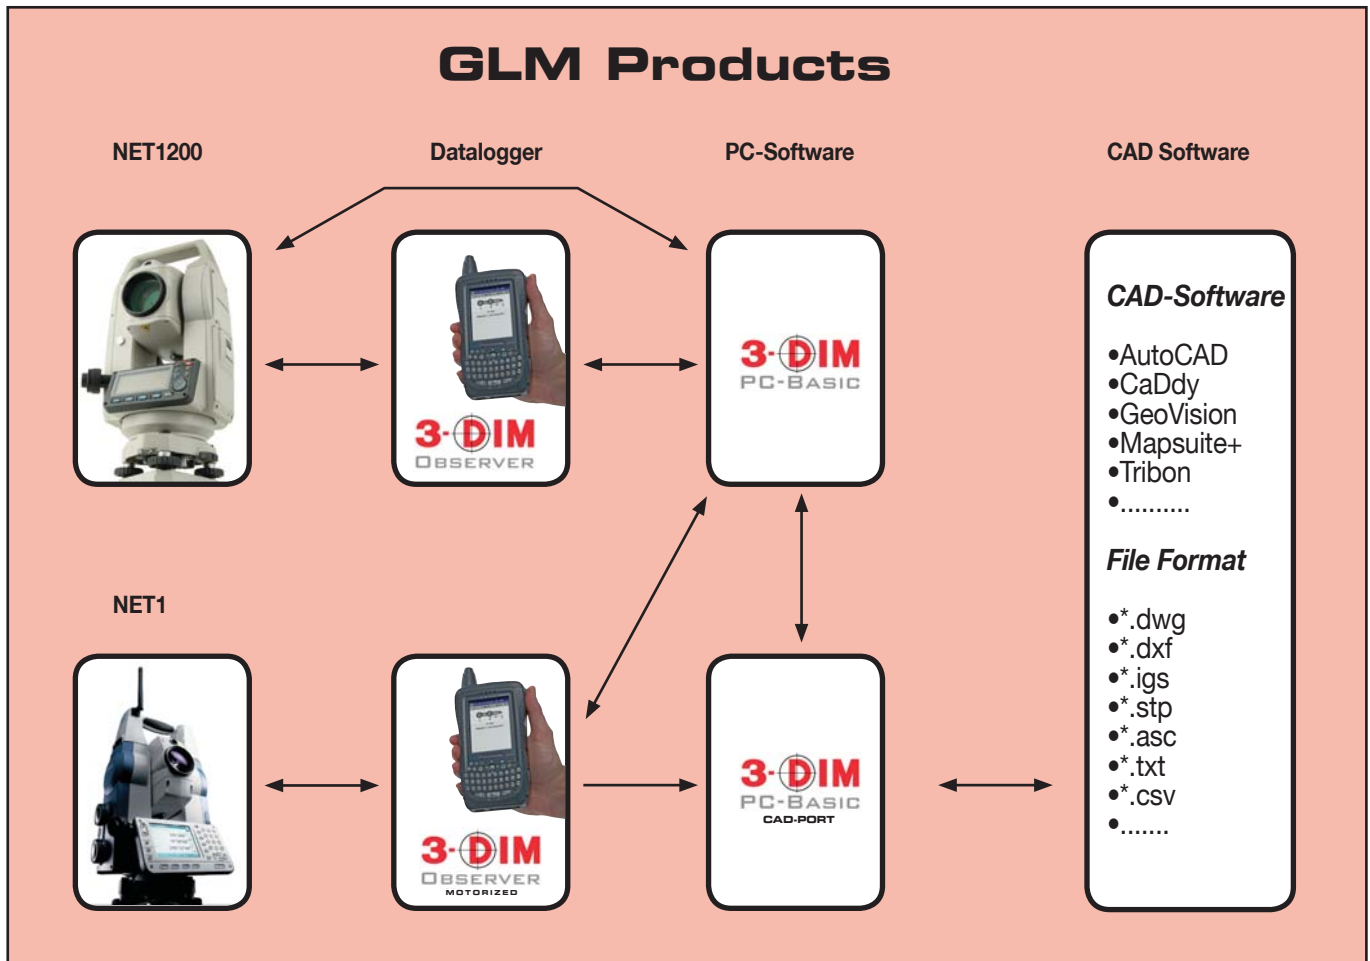 GLM Products
NET1200
Datalogger
PC-Software
CAD Software
3-DIM
OBSERVER
3-DIM
PC-BASIC
CAD-Software
•AutoCAD
•CaDdy
•GeoVision
•Mapsuite+
•Tribon
•..........
File Format
•*.dwg
•*.dxf
•*.igs
•*.stp
•*.asc
•*.txt
•*.csv
•.......
NET1
3-DIM
OBSERVER
MOTORIZED
3-DIM
PC-BASIC
CAD-PORT